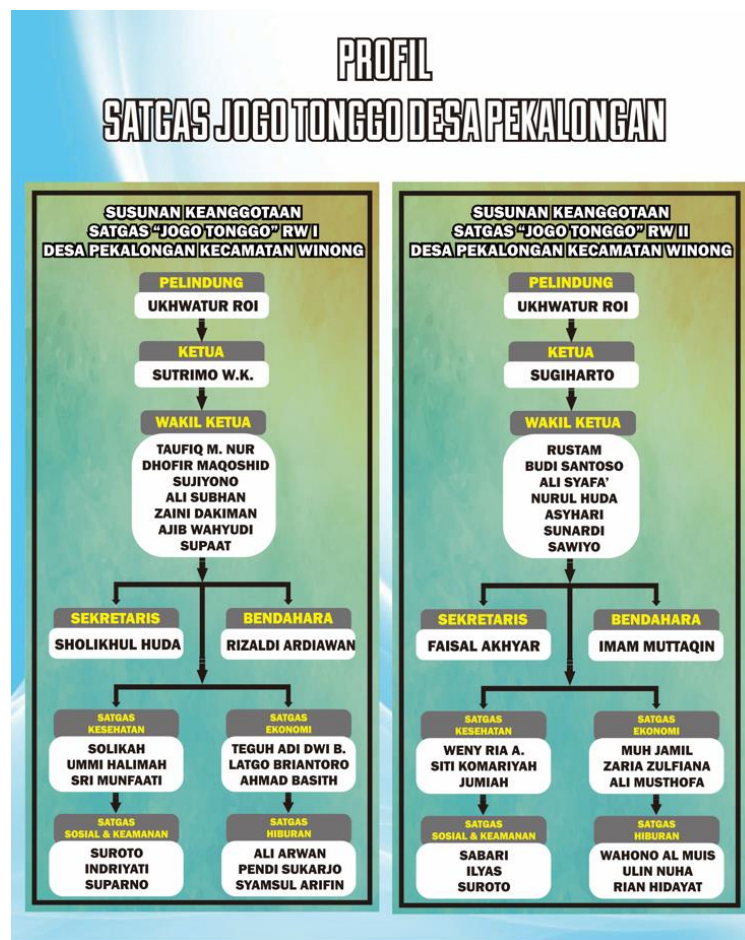 PROFIL
SATGAS JOGO TONGGO DESA PEKALONGAN
SUSUNAN KEANGGOTAAN
SATGAS "JOGO TONGGO" RW I
DESA PEKALONGAN KECAMATAN WINONG
PELINDUNG
UKHWATUR ROI
KETUA
SUTRIMO W.K.
WAKIL KETUA
TAUFIQ M. NUR
DHOFIR MAQOSHID
SUJIYONO
ALI SUBHAN
ZAINI DAKIMAN
AJIB WAHYUDI
SUPAAT
SEKRETARIS
SHOLIKHUL HUDA
BENDAHARA
RIZALDI ARDIAWAN
SATGAS
KESEHATAN
SOLIKAH
UMMI HALIMAH
SRI MUNFAATI
SATGAS
EKONOMI
TEGUH ADI DWI B.
LATGO BRIANTORO
AHMAD BASITH
SATGAS
SOSIAL & KEAMANAN
SUROTO
INDRIYATI
SUPARNO
SATGAS
HIBURAN
ALI ARWAN
PENDI SUKARJO
SYAMSUL ARIFIN
SUSUNAN KEANGGOTAAN
SATGAS "JOGO TONGGO" RW II
DESA PEKALONGAN KECAMATAN WINONG
PELINDUNG
UKHWATUR ROI
KETUA
SUGIHARTO
WAKIL KETUA
RUSTAM
BUDI SANTOSO
ALI SYAFA'
NURUL HUDA
ASYHARI
SUNARDI
SAWIYO
SEKRETARIS
FAISAL AKHYAR
BENDAHARA
IMAM MUTTAQIN
SATGAS
KESEHATAN
WENY RIA A.
SITI KOMARIYAH
JUMIAH
SATGAS
EKONOMI
MUH JAMIL
ZARIA ZULFIANA
ALI MUSTHOFA
SATGAS
SOSIAL & KEAMANAN
SABARI
ILYAS
SUROTO
SATGAS
HIBURAN
WAHONO AL MUIS
ULIN NUHA
RIAN HIDAYAT